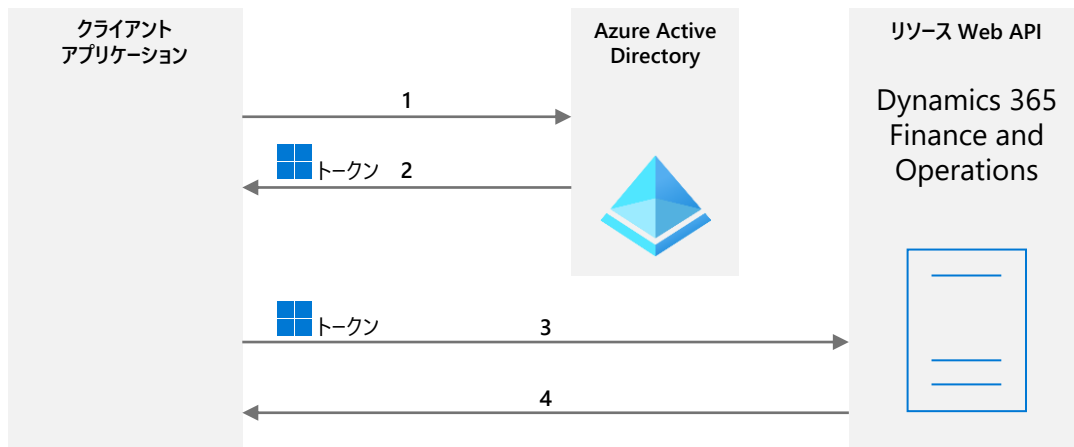 クライアント
アプリケーション
Azure Active
Directory
リソース Web API
Dynamics 365
Finance and
Operations
1
トークン 2
トークン 3
4